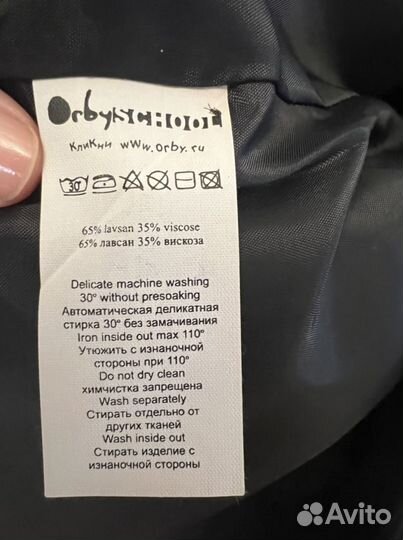 OrbySCHOOL
Кликни www.Orby.ru
30°
65% lavsan 35% viscose
65% лавсан 35% вискоза
Delicate machine washing
30° without presoaking
Автоматическая деликатная
стирка 30° без замачивания
Iron inside out max 110°
Утюжить с изнаночной
стороны при 110°
Do not dry clean
химчистка запрещена
Wash separately
Стирать отдельно от
других тканей
Wash inside out
Стирать изделие с
изнаночной стороны
Avito